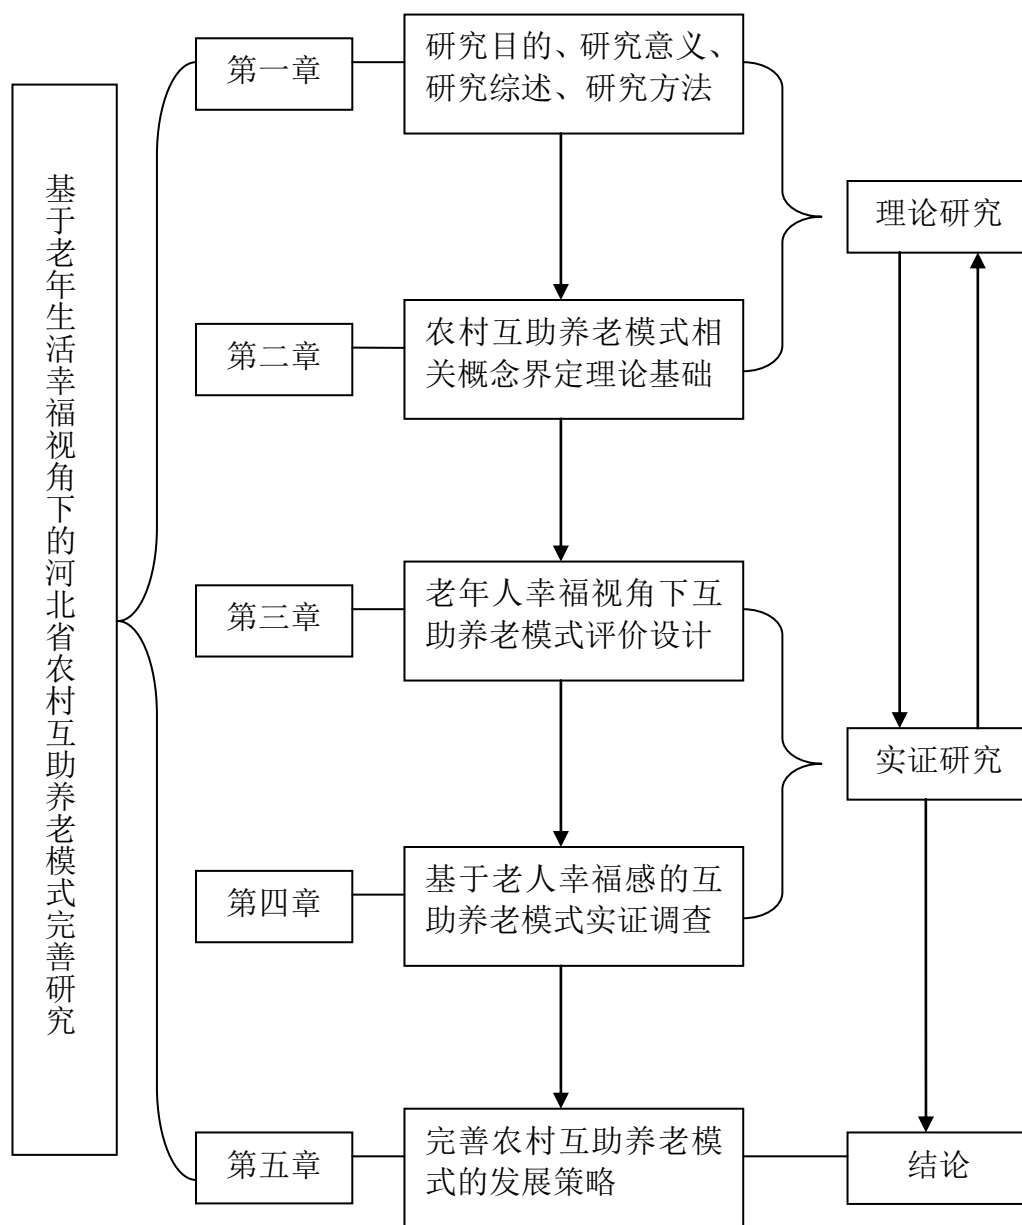 基于老年生活幸福视角下的河北省农村互助养老模式完善研究
第一章
研究目的、研究意义、
研究综述、研究方法
理论研究
第二章
农村互助养老模式相
关概念界定理论基础
第三章
老年人幸福视角下互
助养老模式评价设计
实证研究
第四章
基于老人幸福感的互
助养老模式实证调查
第五章
完善农村互助养老模
式的发展策略
结论